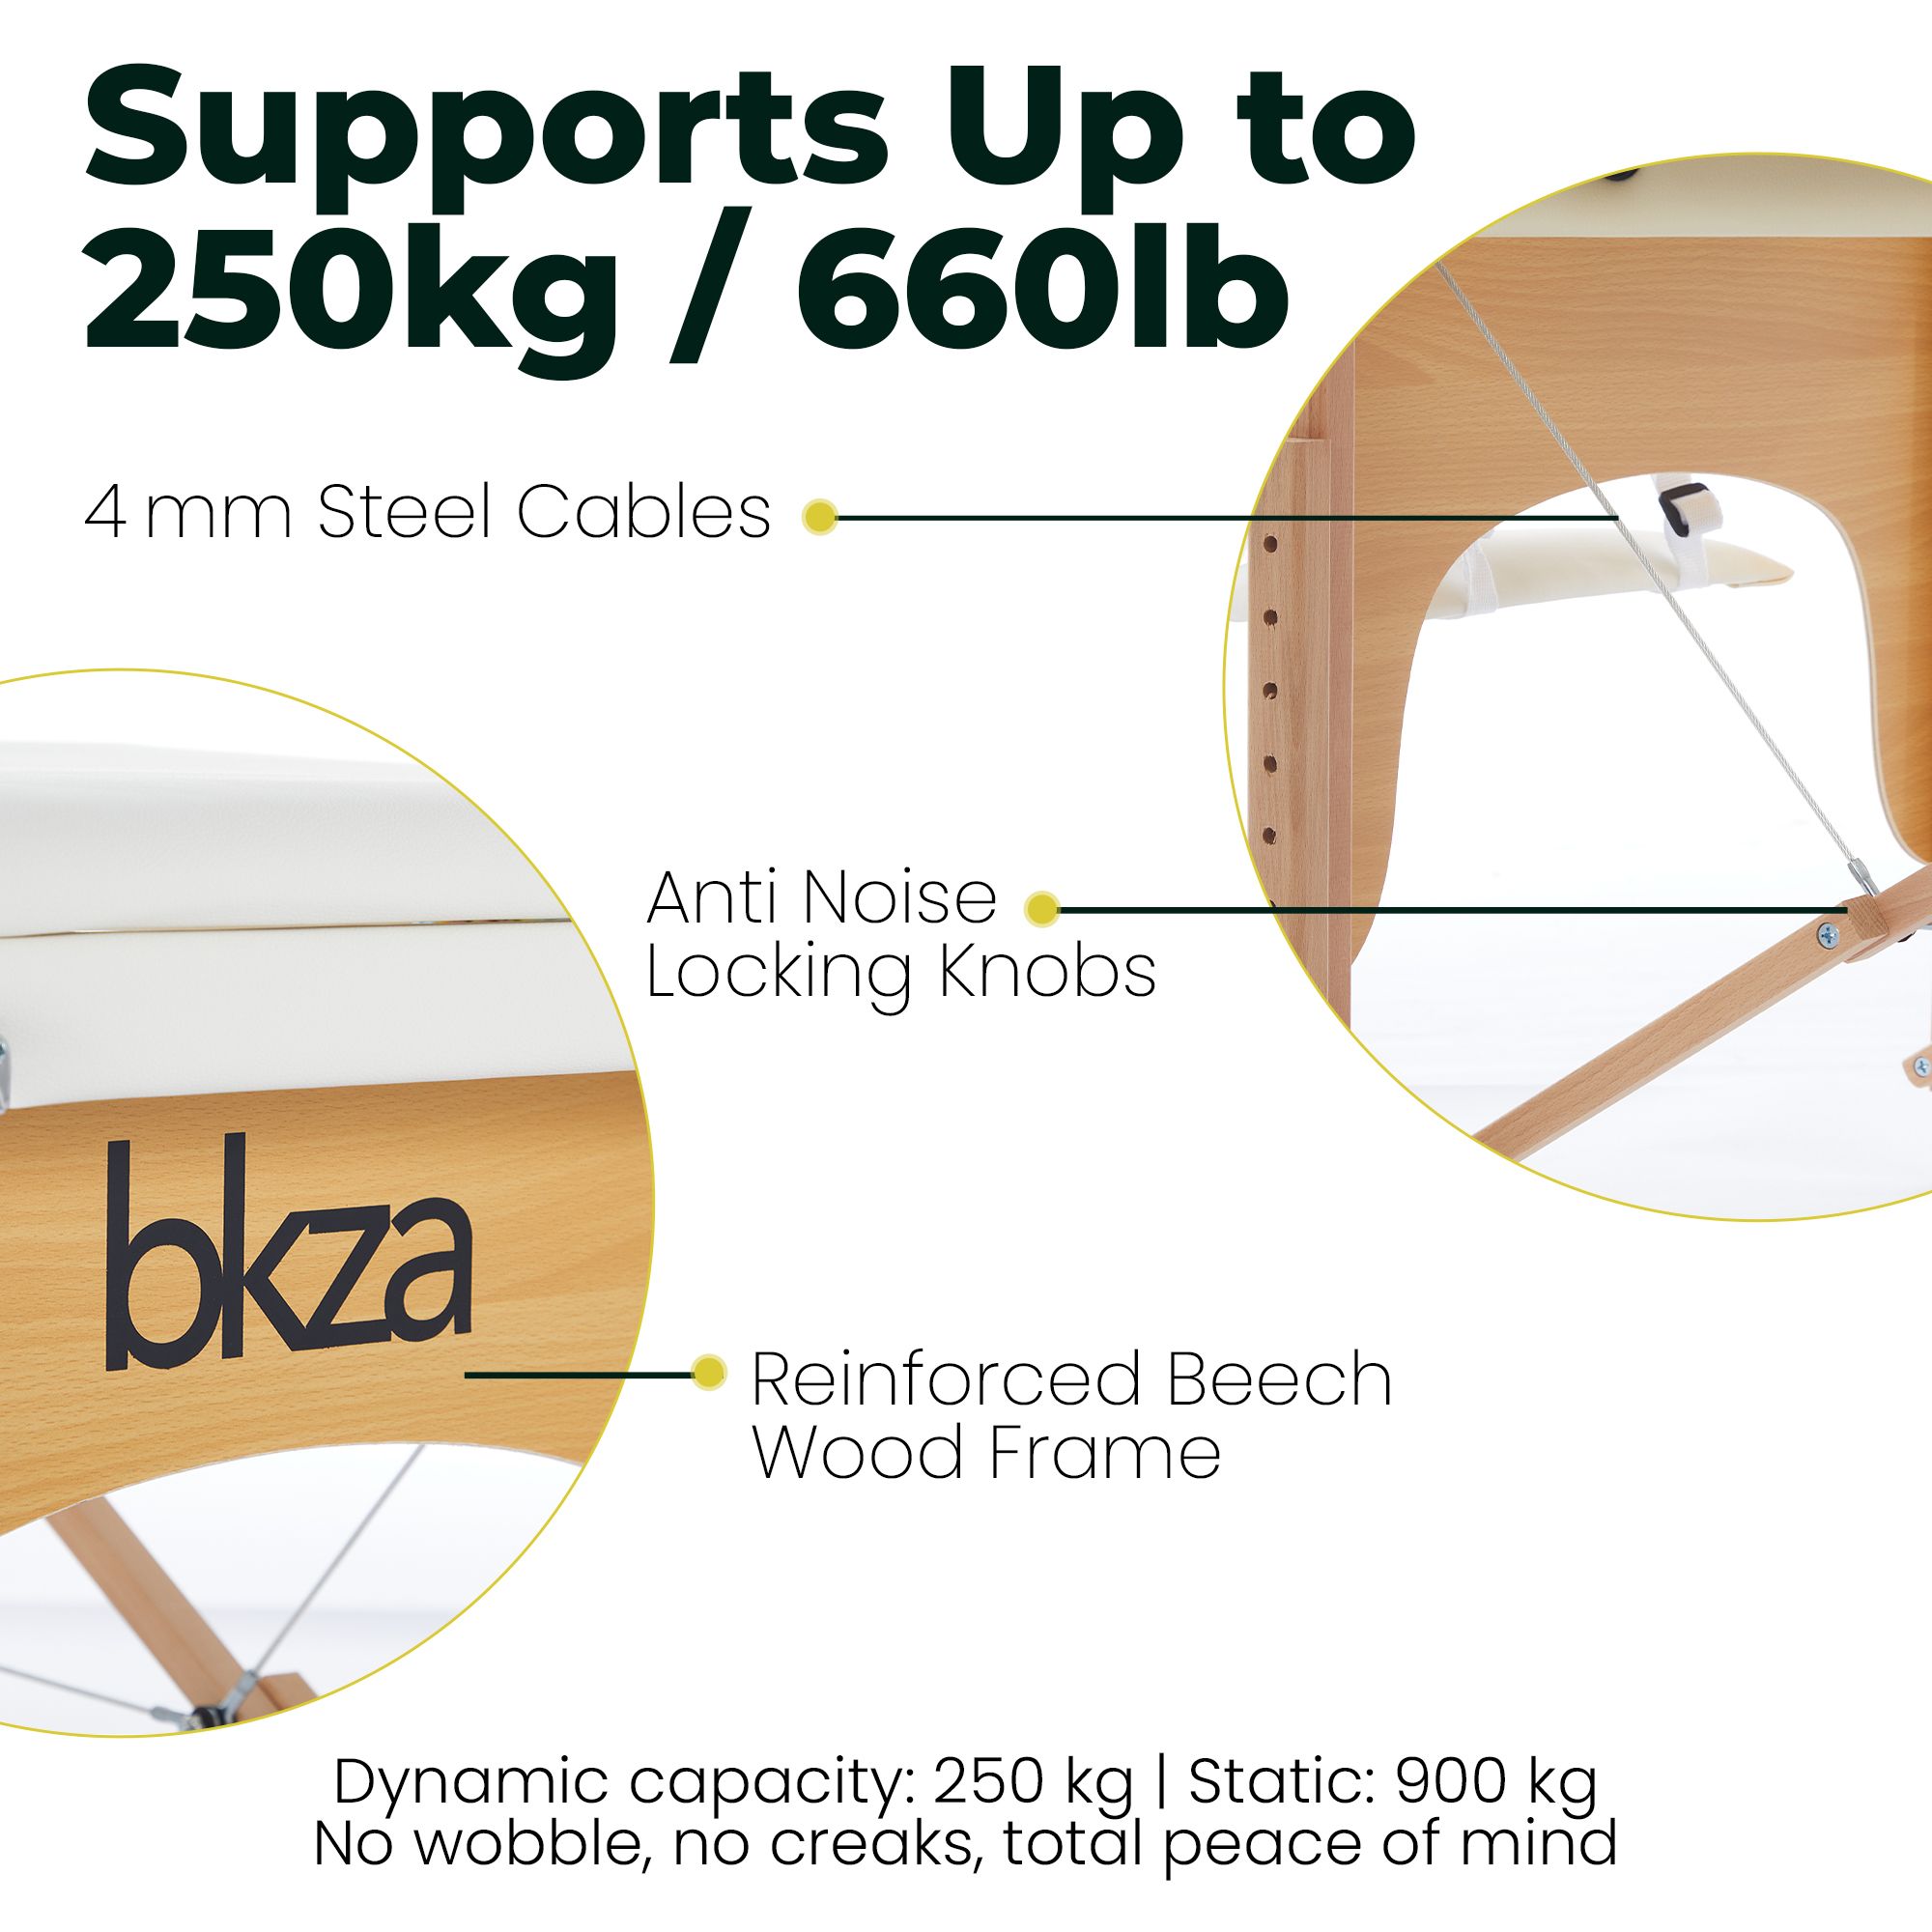 Supports Up to
250kg / 660lb
4 mm Steel Cables
Anti Noise
Locking Knobs
bkza
Reinforced Beech
Wood Frame
Dynamic capacity: 250 kg | Static: 900 kg
No wobble, no creaks, total peace of mind